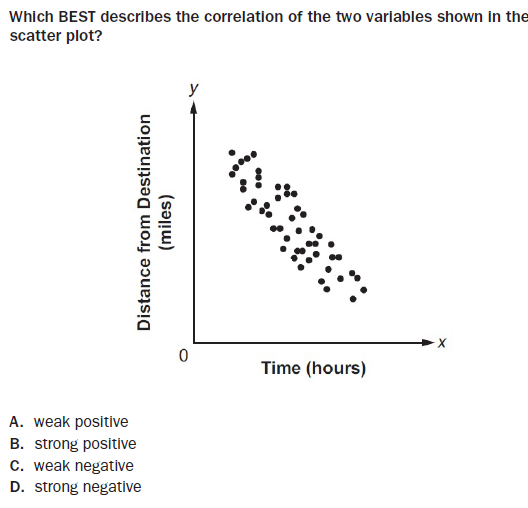 Which BEST describes the correlation of the two variables shown in the
scatter plot?
y
Distance from Destination
(miles)
0
x
Time (hours)
A. weak positive
B. strong positive
C. weak negative
D. strong negative